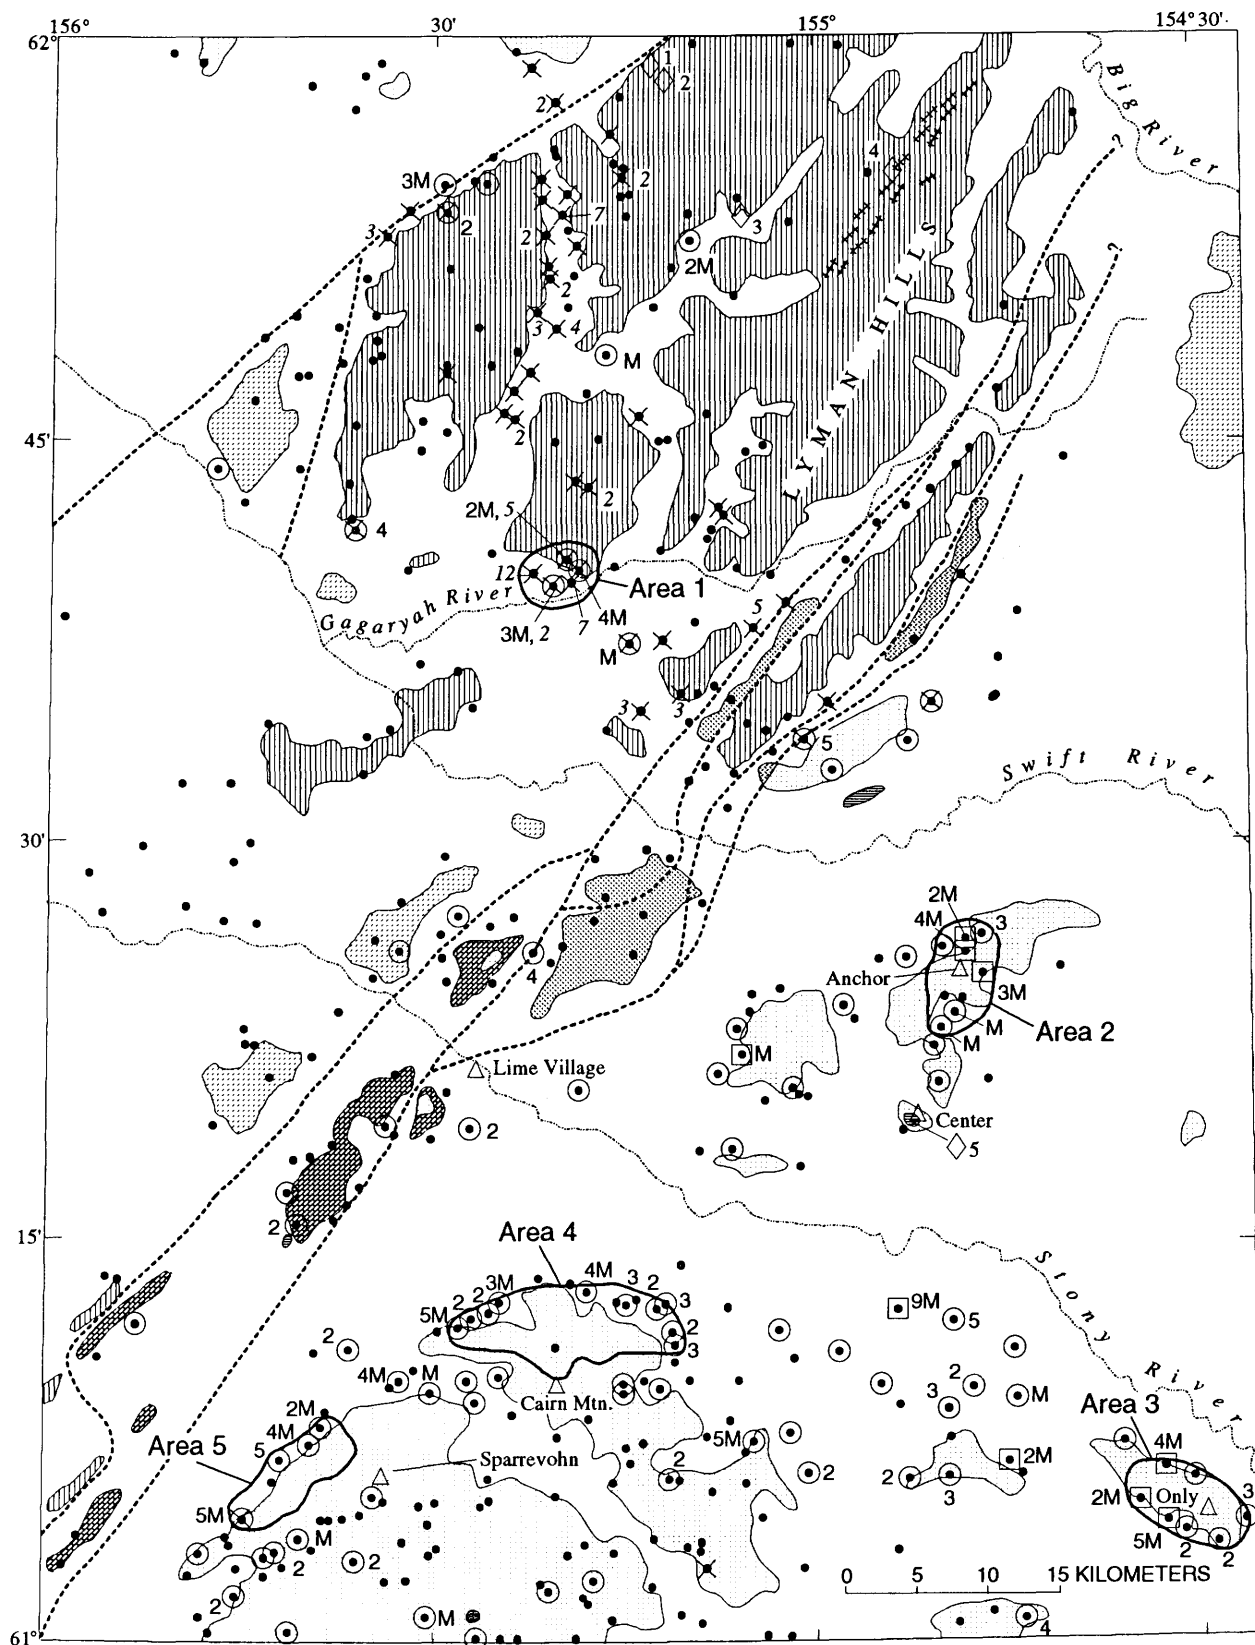 156°
30'
155°
154° 30'
62°
1
2
2
Big River
?
4
3M
2
2
7
3
3
2
2M
?
2
3
4
M
LYMAN HILLS
45'
2
2
4
2M, 5
12
Area 1
Gagaryah River
4M
3M, 2
7
5
M
3
3
5
Swift River
30'
2M
4M
3
4
Anchor
3M
M
Area 2
M
M
Lime Village
2
Center
5
2
15'
Area 4
Stony River
4M
3
2
3M
2
2
3
5M
9M
5
2
2
3
4M
M
2
M
Cairn Mtn.
3
Area 3
2M
4M
5M
4M
Area 5
5
Sparrevohn
2M
2
2
3
2M
Only
3
5M
5M
2
2
M
2
2
0 5 10 15 KILOMETERS
2
M
4
61°